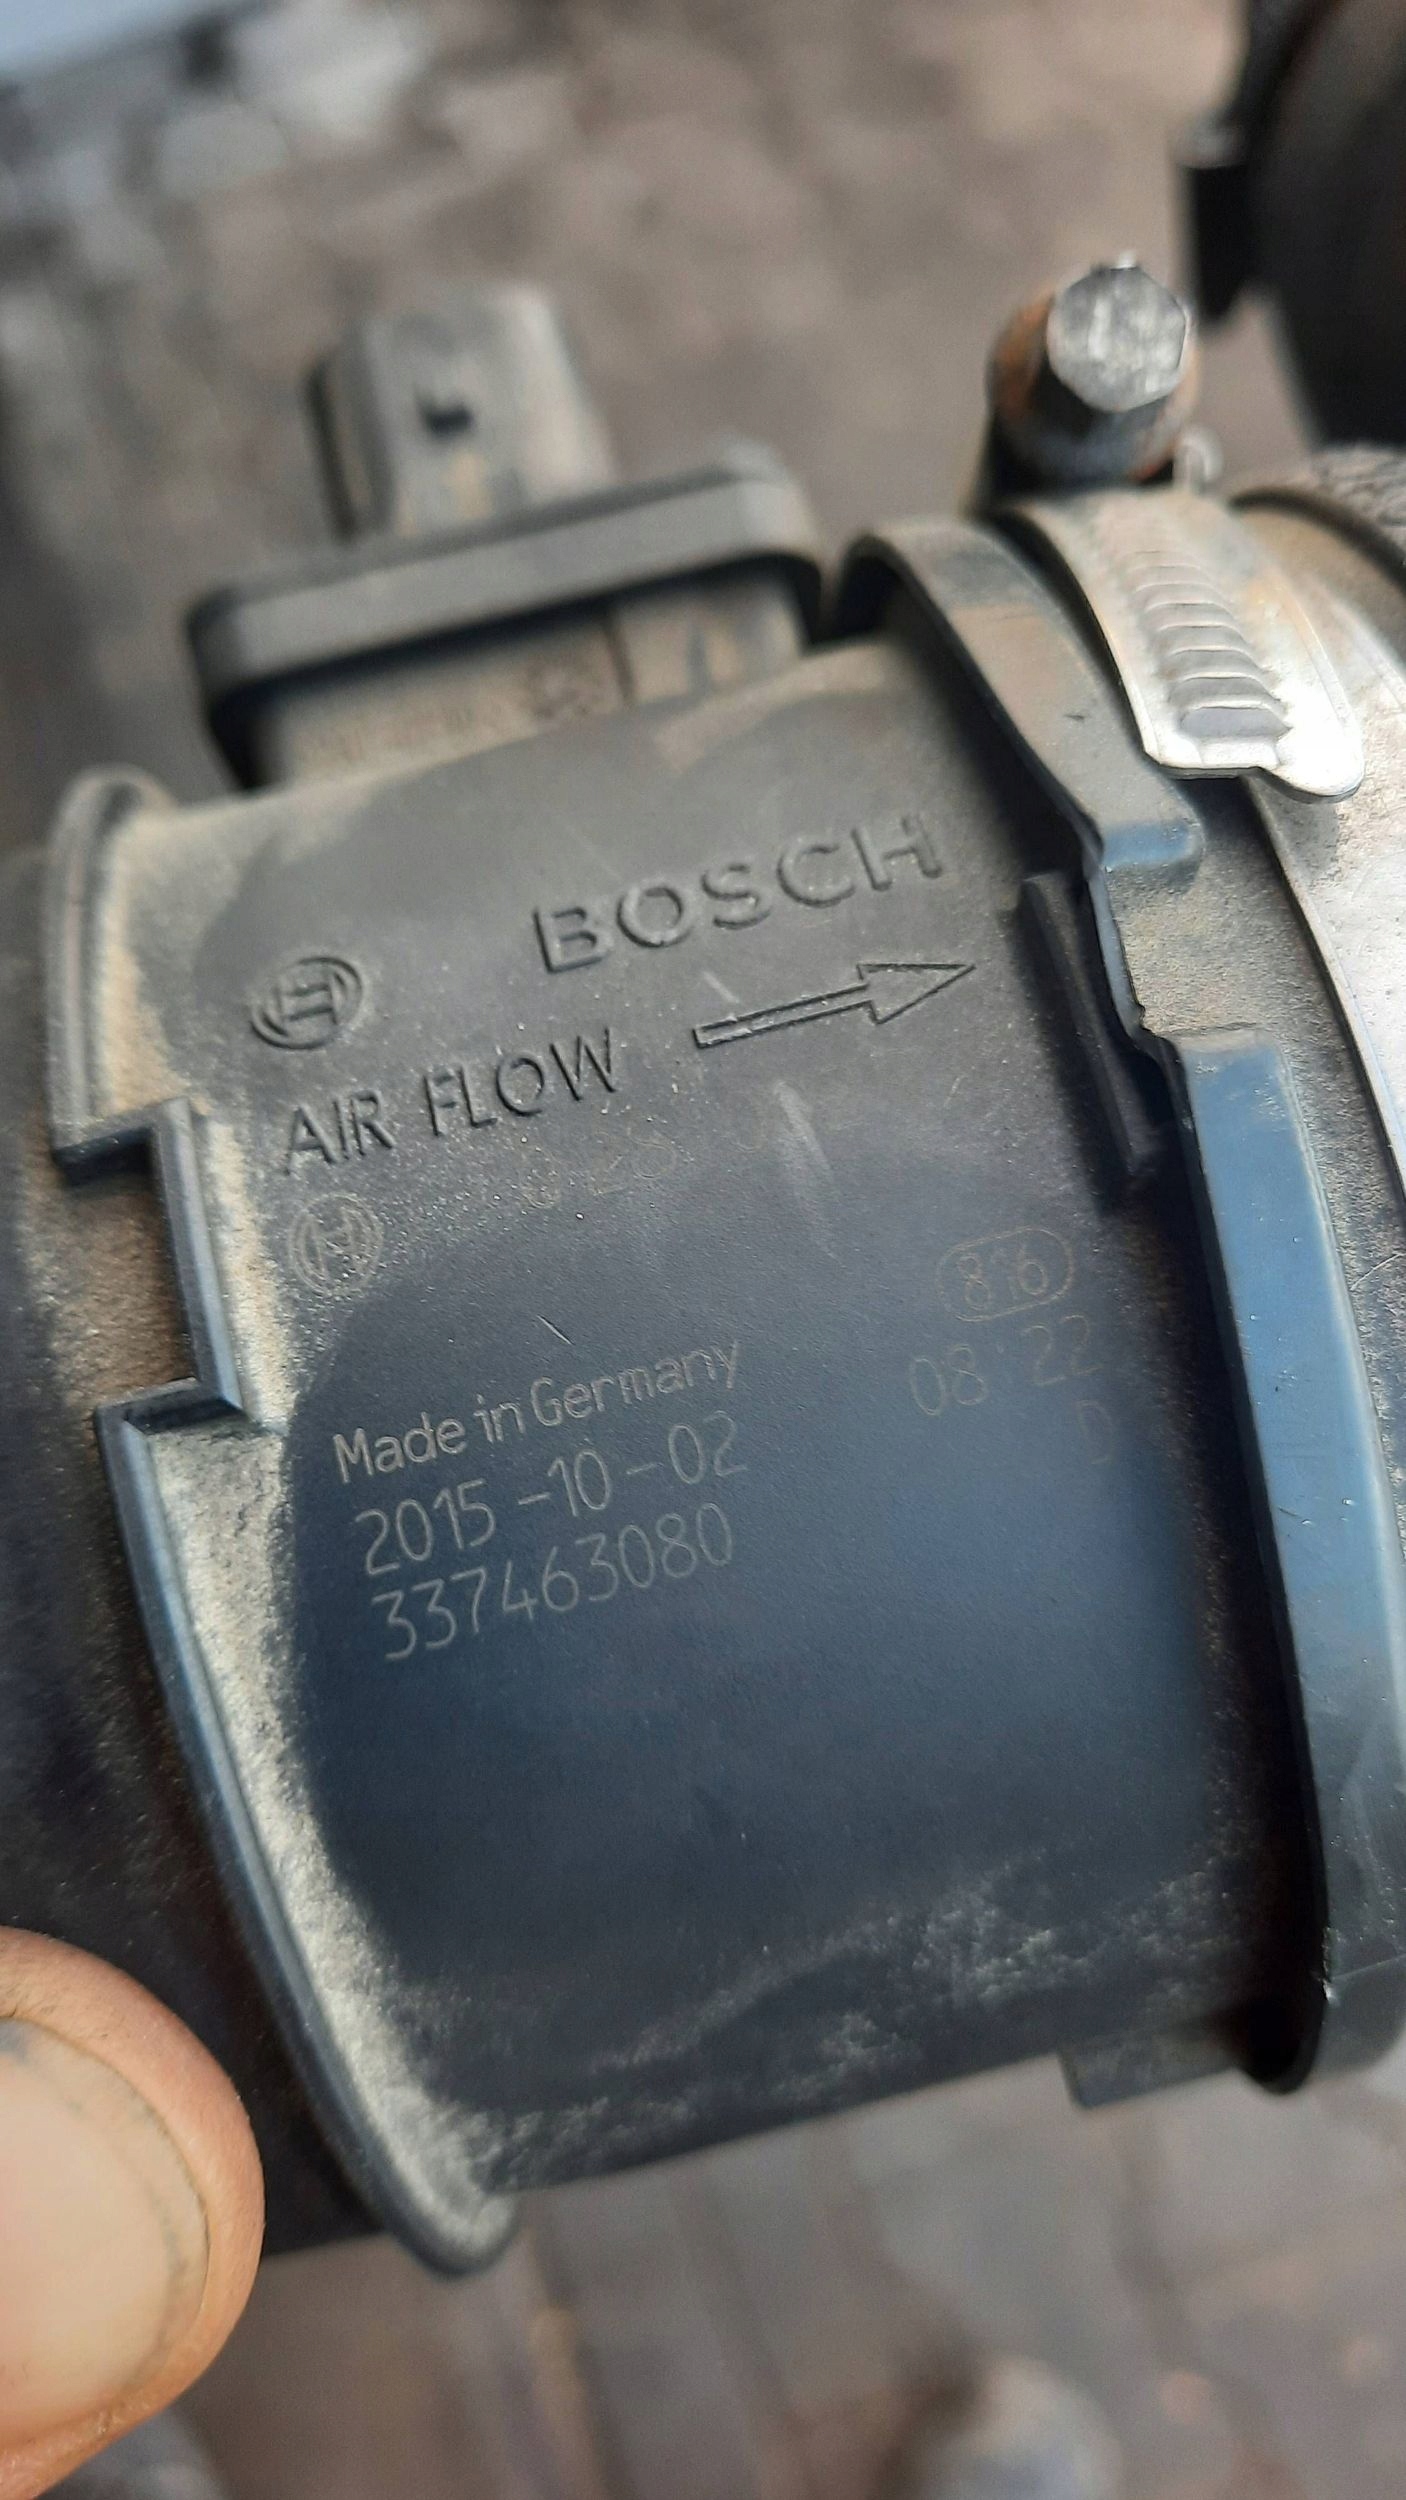 BOSCH
AIR FLOW
816
08:22
D
Made in Germany
2015-10-02
337463080